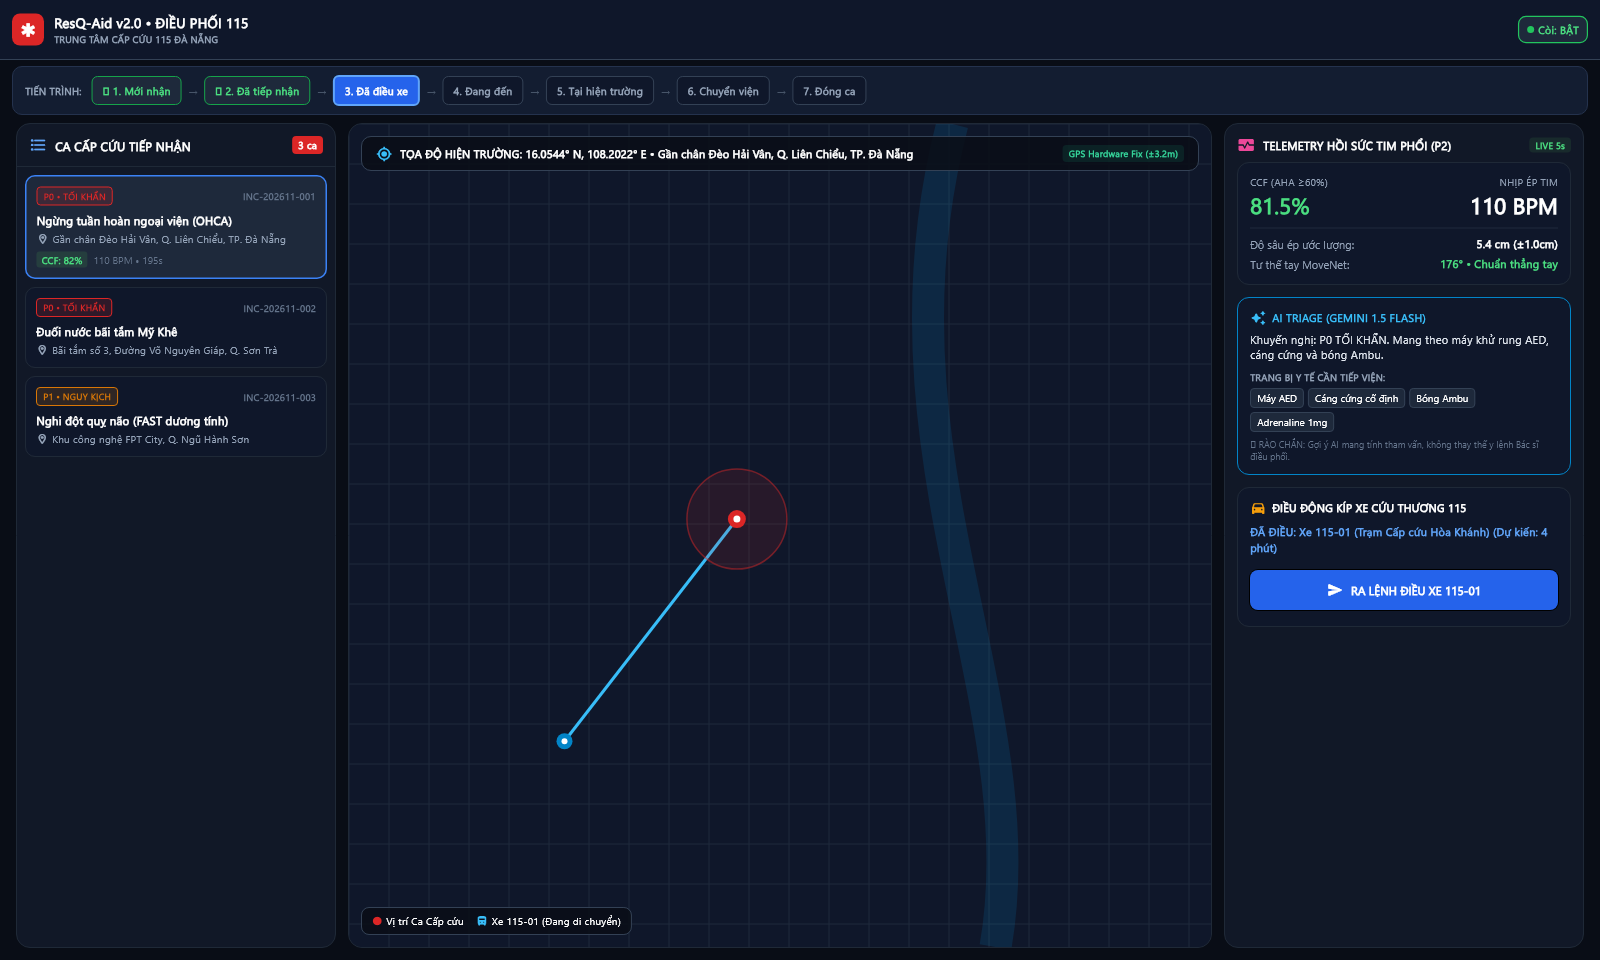 ResQ-Aid v2.0 • ĐIỀU PHỐI 115
TRUNG TÂM CẤP CỨU 115 ĐÀ NẴNG
Còi: BẬT
TIẾN TRÌNH:
1. Mới nhận
→
2. Đã tiếp nhận
→
3. Đã điều xe
→
4. Đang đến
→
5. Tại hiện trường
→
6. Chuyển viện
→
7. Đóng ca
CA CẤP CỨU TIẾP NHẬN
3 ca
P0 • TỐI KHẨN
INC-202611-001
Ngừng tuần hoàn ngoại viện (OHCA)
Gần chân Đèo Hải Vân, Q. Liên Chiểu, TP. Đà Nẵng
CCF: 82%
110 BPM • 195s
P0 • TỐI KHẨN
INC-202611-002
Đuối nước bãi tắm Mỹ Khê
Bãi tắm số 3, Đường Võ Nguyên Giáp, Q. Sơn Trà
P1 • NGUY KỊCH
INC-202611-003
Nghi đột quỵ não (FAST dương tính)
Khu công nghệ FPT City, Q. Ngũ Hành Sơn
TỌA ĐỘ HIỆN TRƯỜNG: 16.0544° N, 108.2022° E • Gần chân Đèo Hải Vân, Q. Liên Chiểu, TP. Đà Nẵng
GPS Hardware Fix (±3.2m)
Vị trí Ca Cấp cứu
Xe 115-01 (Đang di chuyển)
TELEMETRY HỒI SỨC TIM PHỔI (P2)
LIVE 5s
CCF (AHA ≥60%)
NHỊP ÉP TIM
81.5%
110 BPM
Độ sâu ép ước lượng:
5.4 cm (±1.0cm)
Tư thế tay MoveNet:
176° • Chuẩn thẳng tay
AI TRIAGE (GEMINI 1.5 FLASH)
Khuyến nghị: P0 TỐI KHẨN. Mang theo máy khử rung AED,
cáng cứng và bóng Ambu.
TRANG BỊ Y TẾ CẦN TIẾP VIỆN:
Máy AED
Cáng cứng cố định
Bóng Ambu
Adrenaline 1mg
RÀO CHẮN: Gợi ý AI mang tính tham vấn, không thay thế y lệnh Bác sĩ
điều phối.
ĐIỀU ĐỘNG KÍP XE CỨU THƯƠNG 115
ĐÃ ĐIỀU: Xe 115-01 (Trạm Cấp cứu Hòa Khánh) (Dự kiến: 4
phút)
RA LỆNH ĐIỀU XE 115-01